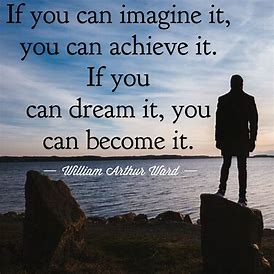 If you can imagine it,
you can achieve it.
If you
can dream it, you
can become it.
— William Arthur Ward —